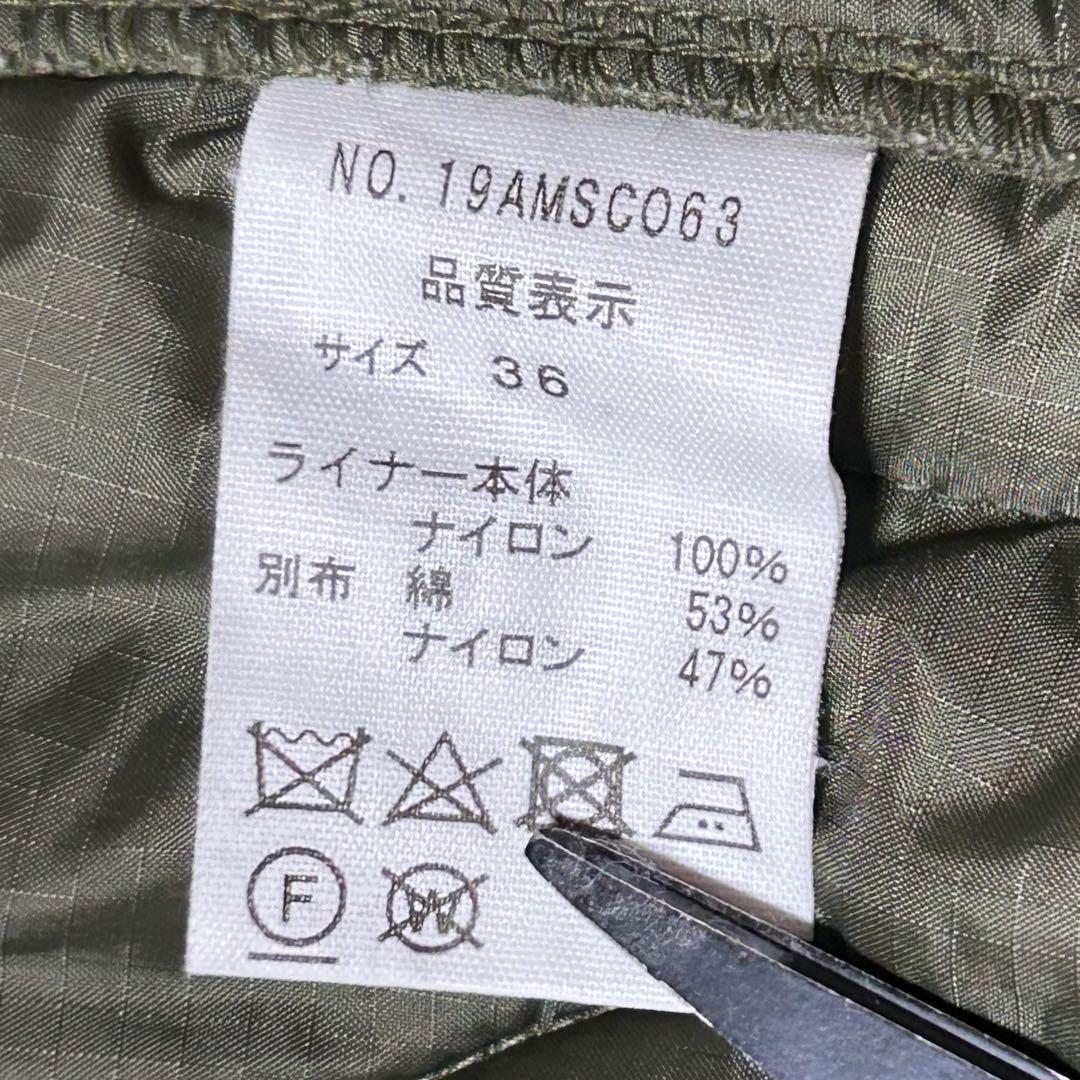 NO. 19AMSCO63
品質表示
サイズ 36
ライナー本体
ナイロン 100%
別布 綿 53%
ナイロン 47%
F W